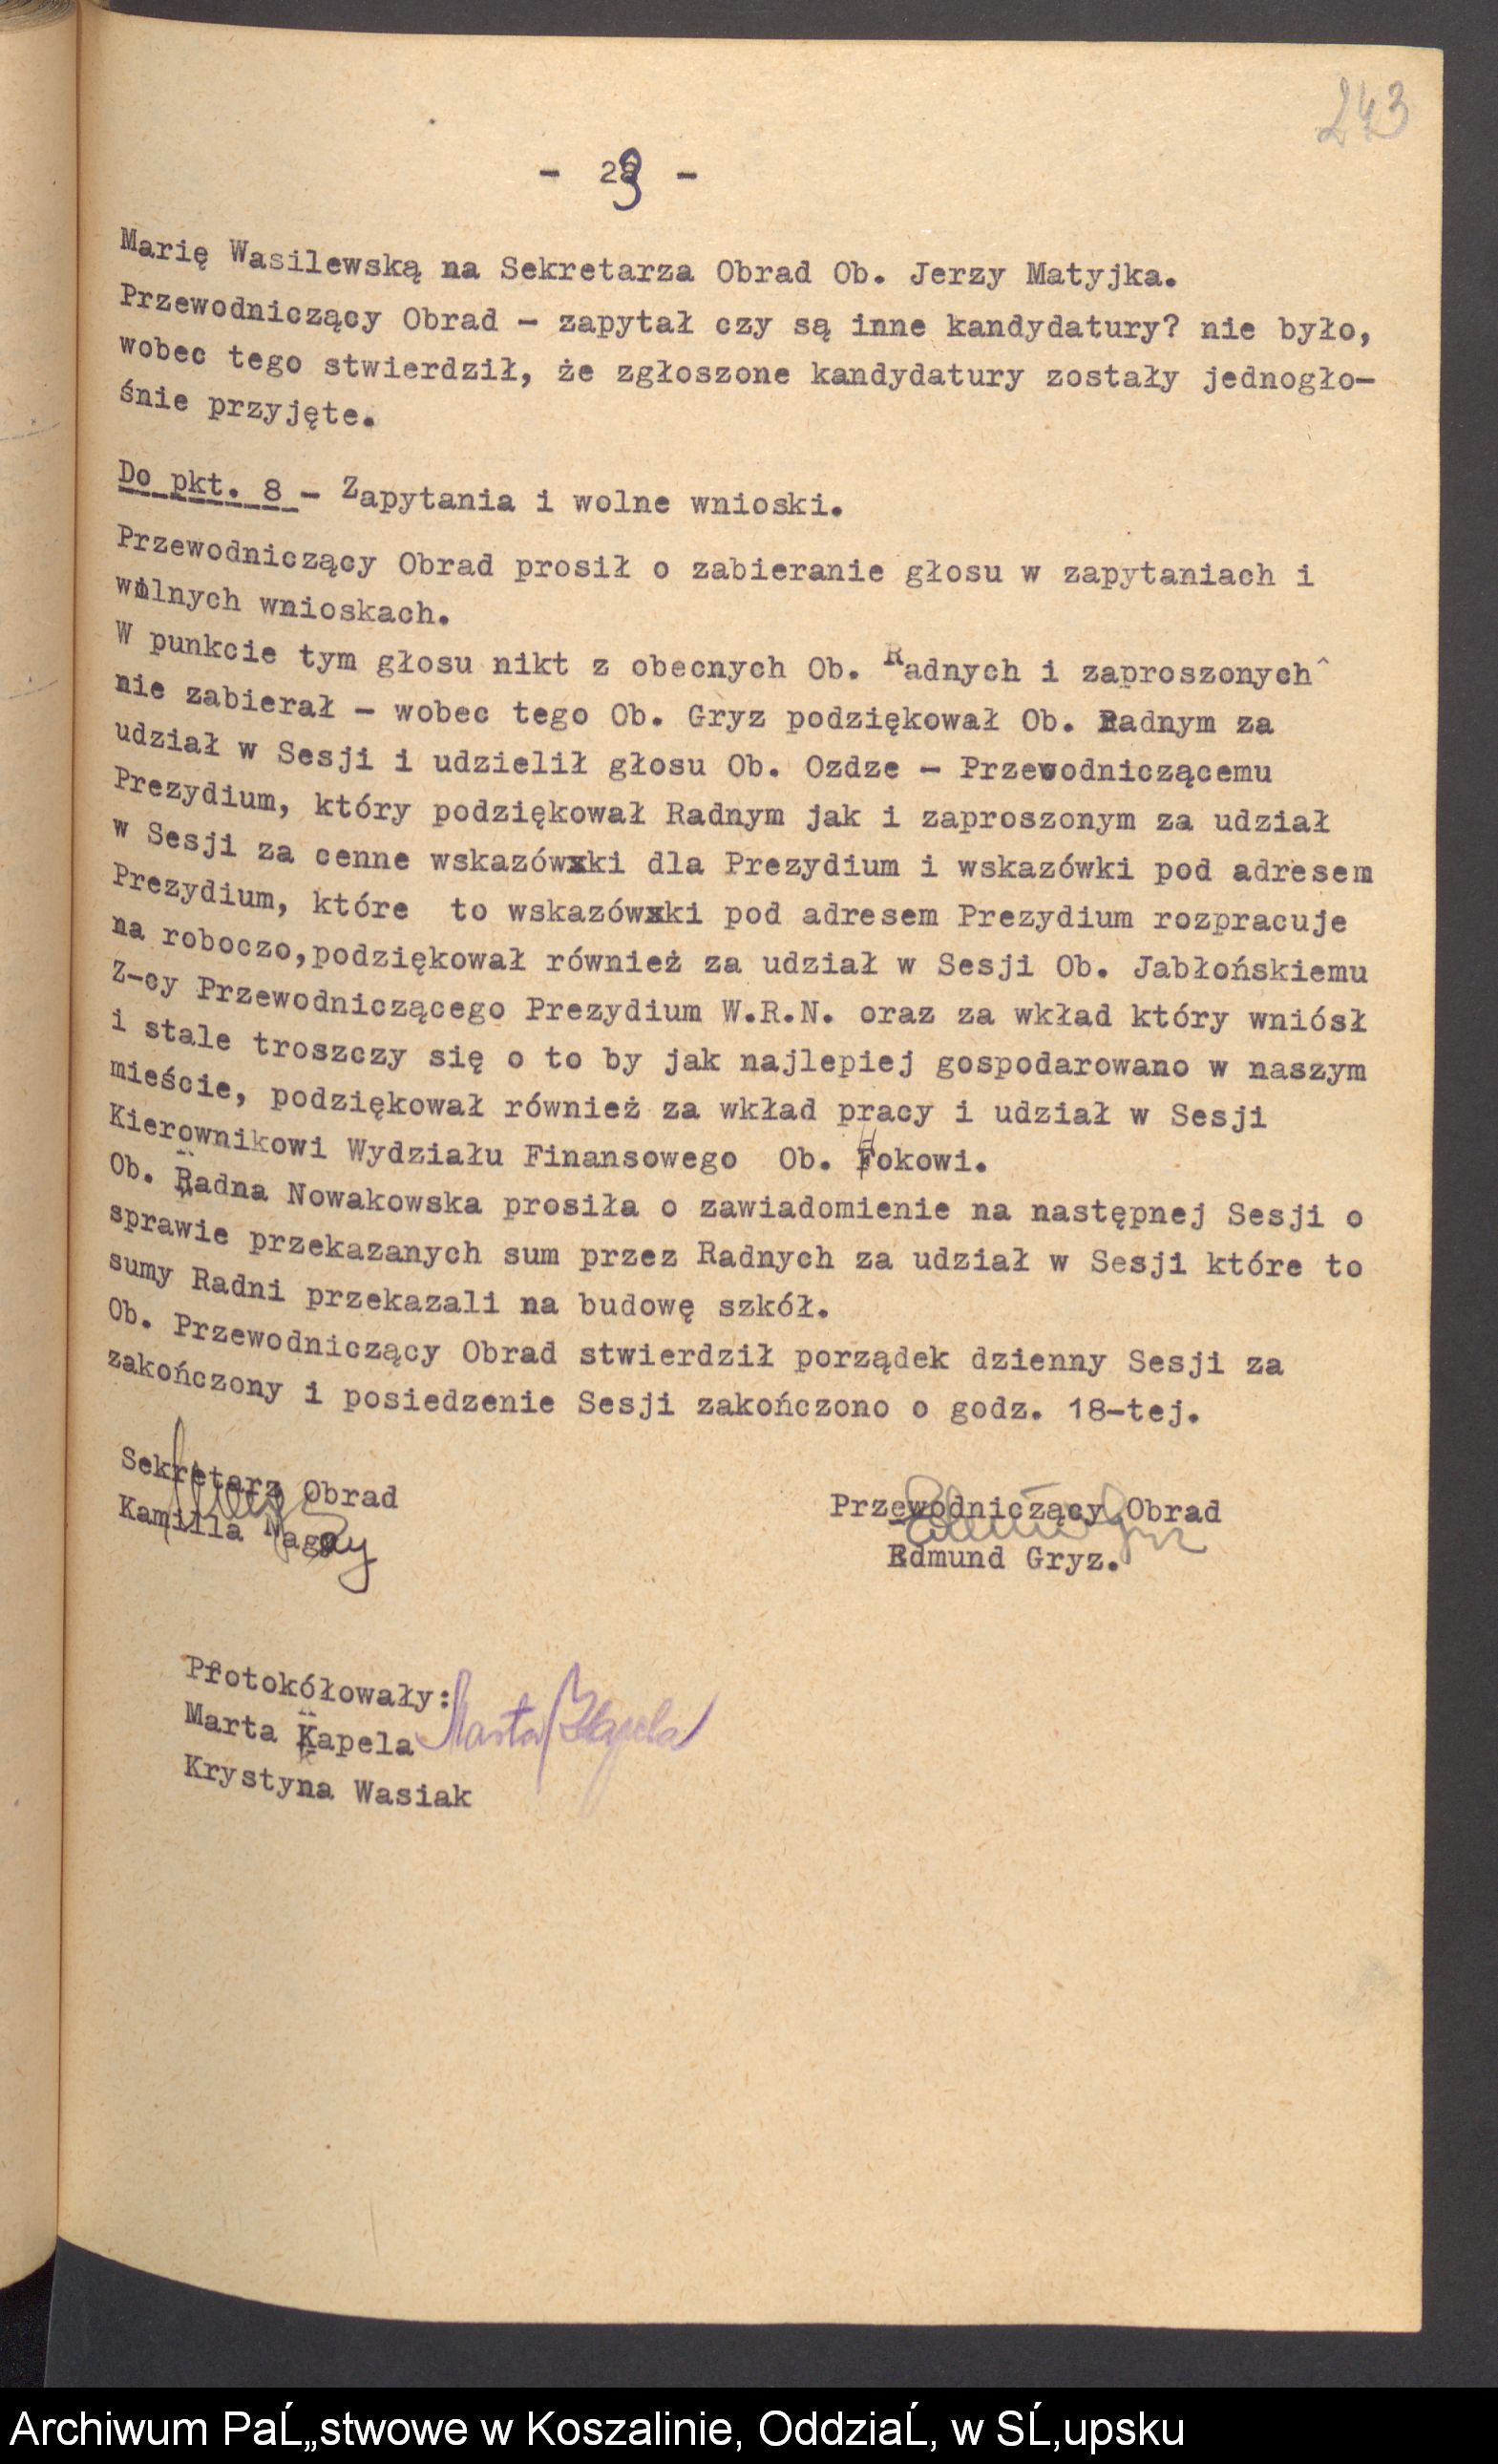 243
- 23 -
Marię Wasilewską na Sekretarza Obrad Ob. Jerzy Matyjka.
Przewodniczący Obrad - zapytał czy są inne kandydatury? nie było,
wobec tego stwierdził, że zgłoszone kandydatury zostały jednogło-
śnie przyjęte.
Do pkt. 8 - Zapytania i wolne wnioski.
Przewodniczący Obrad prosił o zabieranie głosu w zapytaniach i
wolnych wnioskach.
W punkcie tym głosu nikt z obecnych Ob. Radnych i zaproszonych
nie zabierał - wobec tego Ob. Gryz podziękował Ob. Radnym za
udział w Sesji i udzielił głosu Ob. Ozdze - Przewodniczącemu
Prezydium, który podziękował Radnym jak i zaproszonym za udział
w Sesji za cenne wskazówxki dla Prezydium i wskazówki pod adresem
Prezydium, które to wskazówxki pod adresem Prezydium rozpracuje
na roboczo,podziękował również za udział w Sesji Ob. Jabłońskiemu
Z-cy Przewodniczącego Prezydium W.R.N. oraz za wkład który wniósł
i stale troszczy się o to by jak najlepiej gospodarowano w naszym
mieście, podziękował również za wkład pracy i udział w Sesji
Kierownikowi Wydziału Finansowego Ob. Fokowi.
Ob. Radna Nowakowska prosiła o zawiadomienie na następnej Sesji o
sprawie przekazanych sum przez Radnych za udział w Sesji które to
sumy Radni przekazali na budowę szkół.
Ob. Przewodniczący Obrad stwierdził porządek dzienny Sesji za
zakończony i posiedzenie Sesji zakończono o godz. 18-tej.
Sekretarz Obrad
Kamilla
Przewodniczący Obrad
Edmund Gryz.
Protokółowały:
Marta Kapela Marta Kapela
Krystyna Wasiak
Archiwum PaĹ„stwowe w Koszalinie, OddziaĹ‚ w SĹ‚upsku